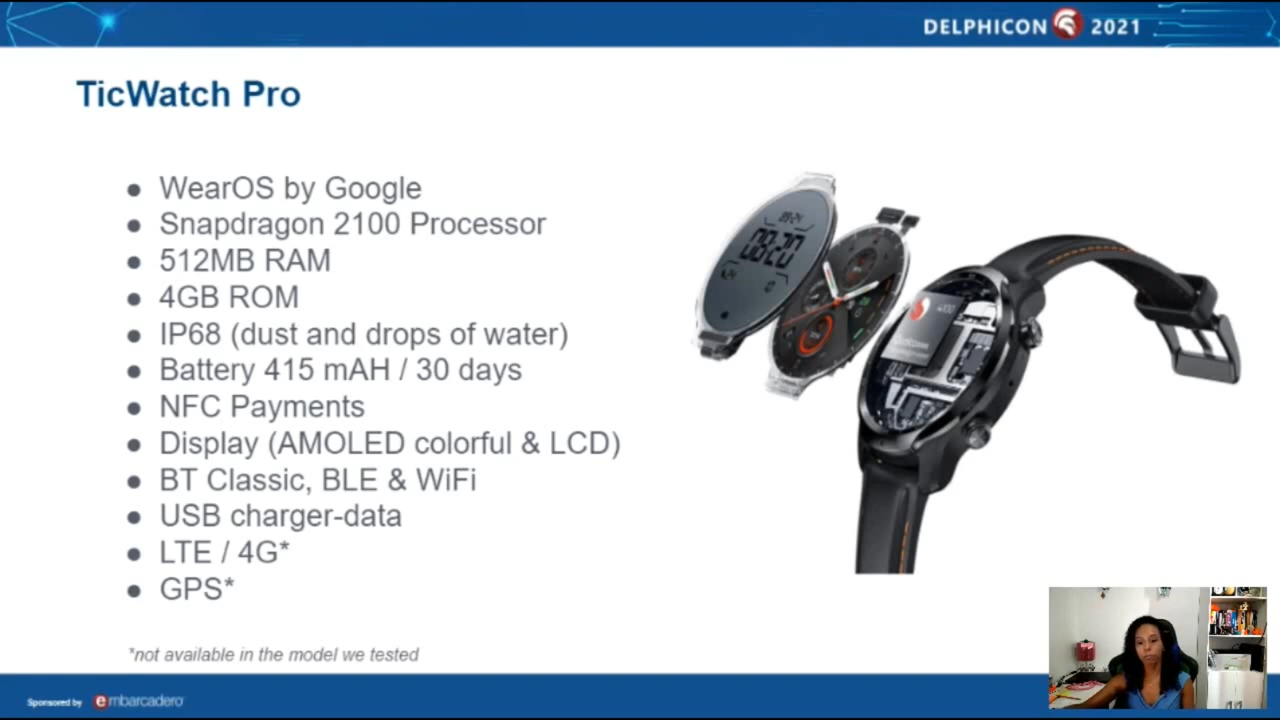 DELPHICON 2021
TicWatch Pro
● WearOS by Google
● Snapdragon 2100 Processor
● 512MB RAM
● 4GB ROM
● IP68 (dust and drops of water)
● Battery 415 mAH / 30 days
● NFC Payments
● Display (AMOLED colorful & LCD)
● BT Classic, BLE & WiFi
● USB charger-data
● LTE / 4G*
● GPS*
08:20
*not available in the model we tested
Sponsored by embarcadero